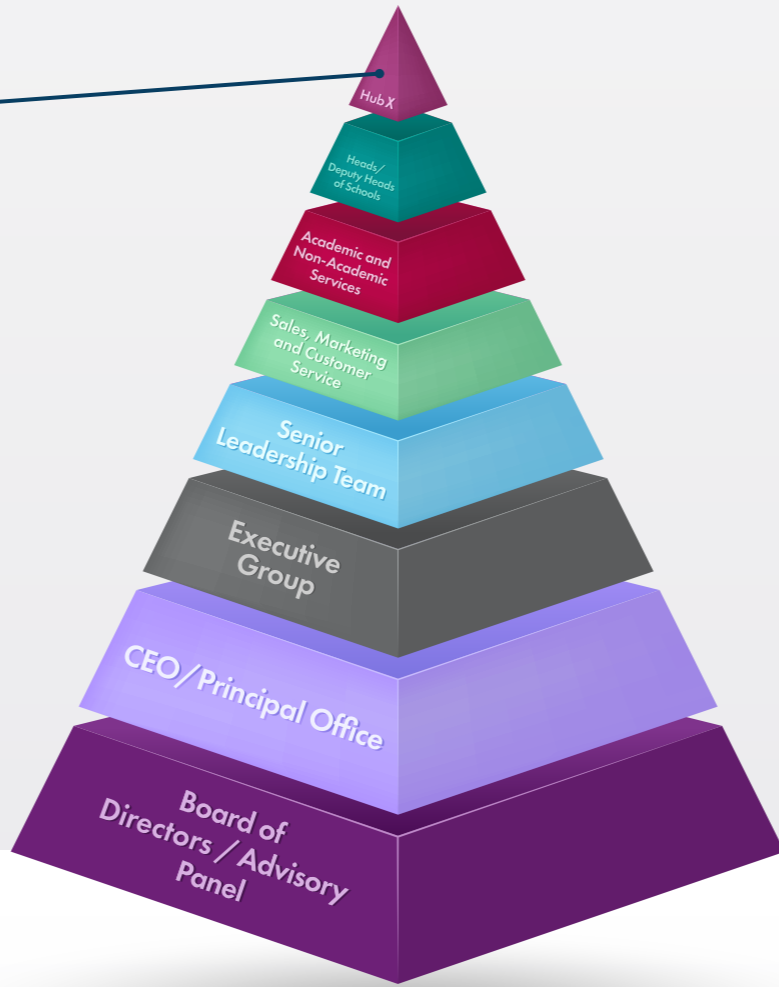 Hub X
Heads/
Deputy Heads
of Schools
Academic and
Non-Academic
Services
Sales, Marketing
and Customer
Service
Senior
Leadership Team
Executive
Group
CEO/Principal Office
Board of
Directors / Advisory
Panel